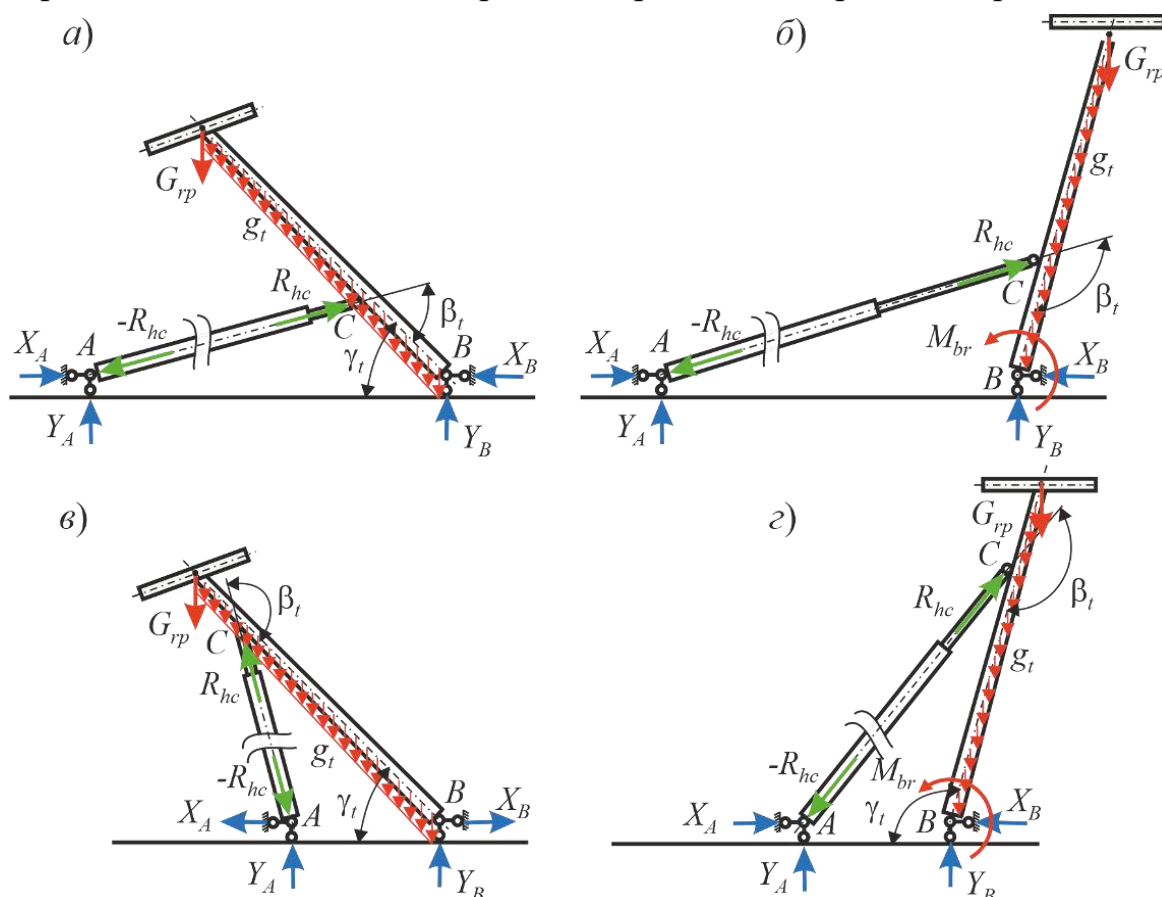 а)
G_rp
g_t
R_hc
C
β_t
-R_hc
γ_t
A
B
X_A
X_B
Y_A
Y_B
б)
G_rp
g_t
R_hc
C
β_t
-R_hc
M_br
A
X_A
X_B
B
Y_A
Y_B
в)
G_rp
C
β_t
R_hc
g_t
-R_hc
γ_t
B
X_A
A
X_B
Y_A
Y_B
г)
G_rp
C
R_hc
β_t
g_t
-R_hc
M_br
γ_t
X_A
A
B
X_B
Y_A
Y_B